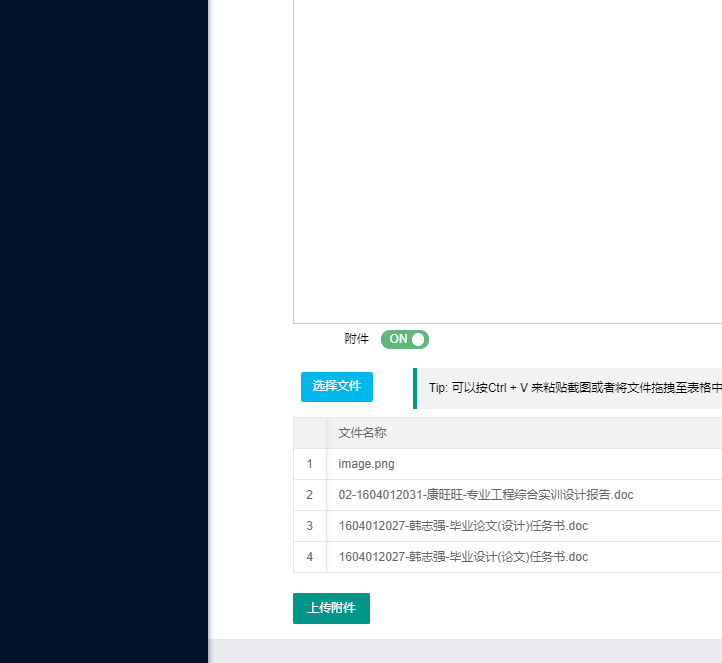 附件 ON
选择文件 Tip: 可以按Ctrl + V 来粘贴截图或者将文件拖拽至表格中
文件名称
1 image.png
2 02-1604012031-康旺旺-专业工程综合实训设计报告.doc
3 1604012027-韩志强-毕业论文(设计)任务书.doc
4 1604012027-韩志强-毕业设计(论文)任务书.doc
上传附件